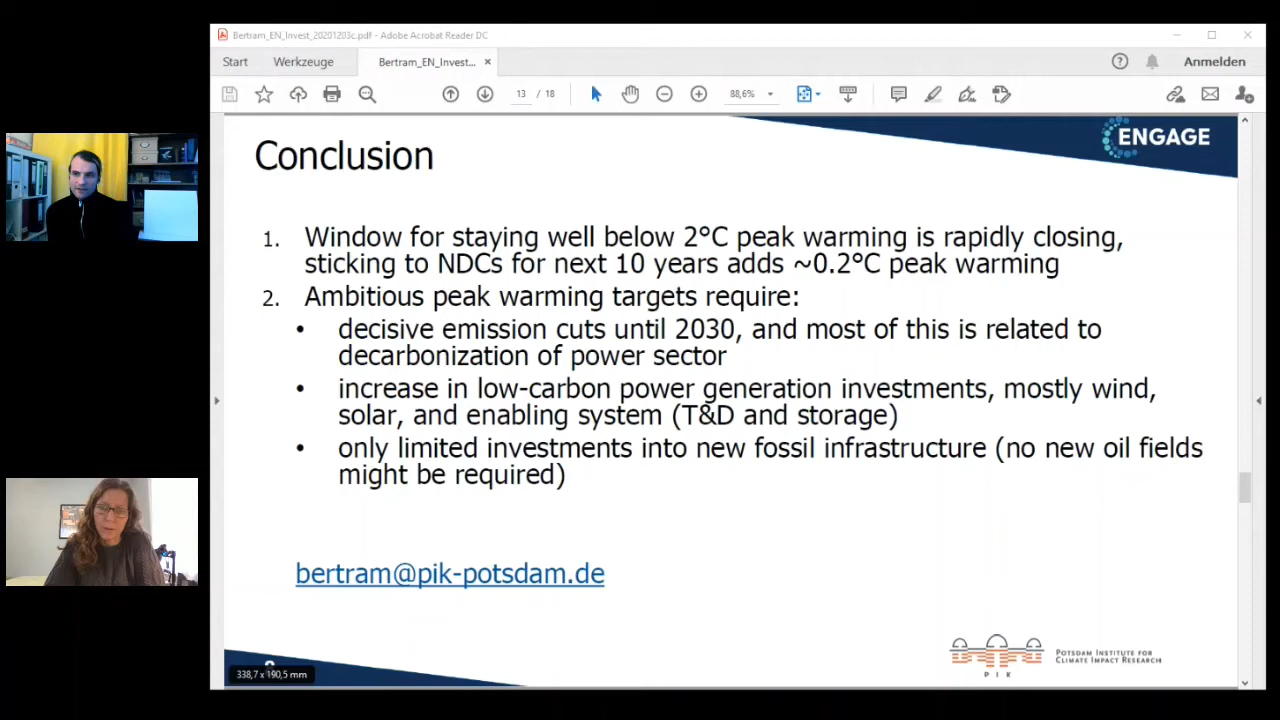 Bertram_EN_Invest_20201203c.pdf - Adobe Acrobat Reader DC
Start Werkzeuge Bertram_EN_Invest... × Anmelden
13 / 18 88,6%
ENGAGE
Conclusion
1. Window for staying well below 2°C peak warming is rapidly closing,
sticking to NDCs for next 10 years adds ~0.2°C peak warming
2. Ambitious peak warming targets require:
• decisive emission cuts until 2030, and most of this is related to
decarbonization of power sector
• increase in low-carbon power generation investments, mostly wind,
solar, and enabling system (T&D and storage)
• only limited investments into new fossil infrastructure (no new oil fields
might be required)
bertram@pik-potsdam.de
POTSDAM INSTITUTE FOR
CLIMATE IMPACT RESEARCH
P I K
338,7 x 190,5 mm